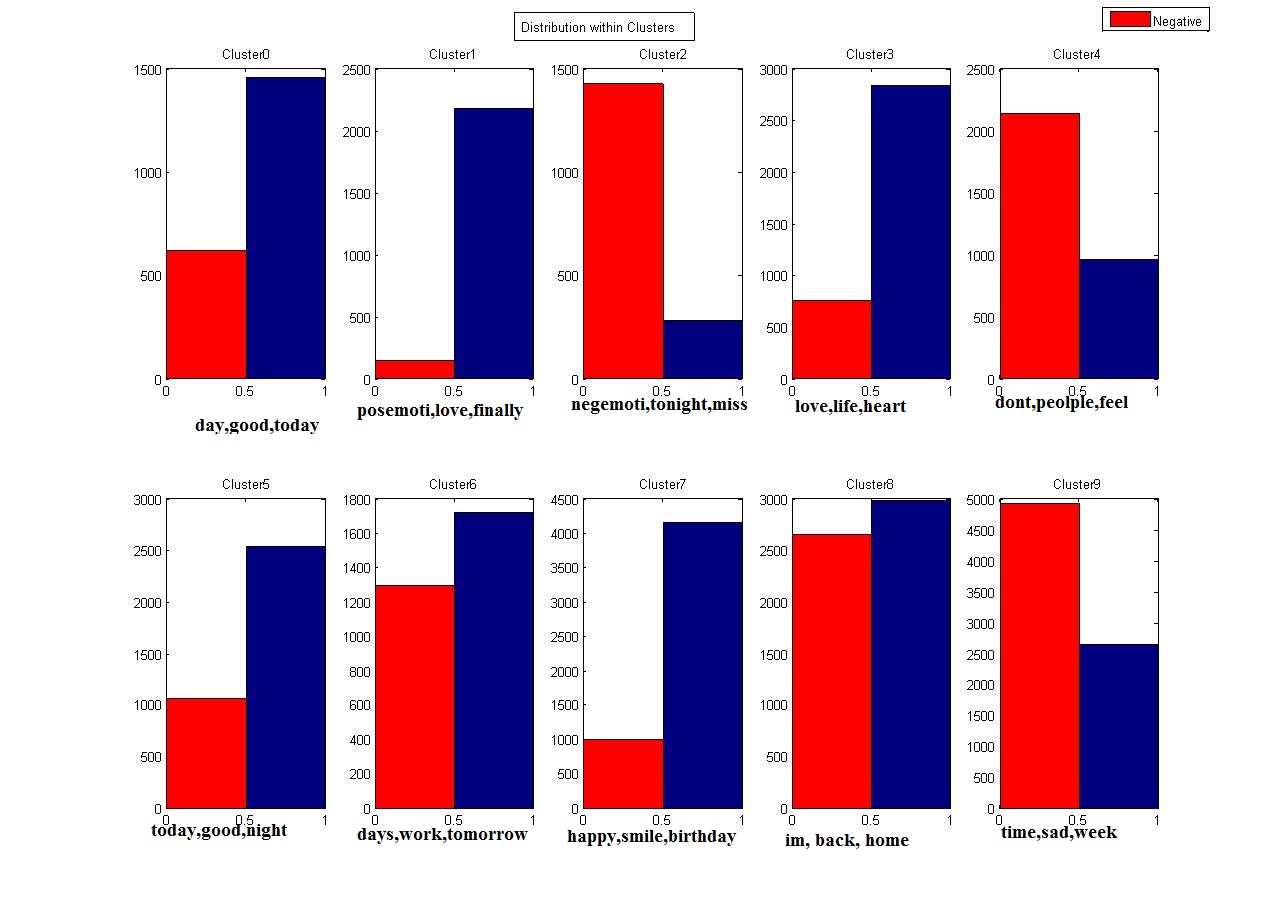 Distribution within Clusters
Negative
Cluster0
1500
1000
500
0
0 0.5 1
day,good,today
Cluster1
2500
2000
1500
1000
500
0
0 0.5 1
posemoti,love,finally
Cluster2
1500
1000
500
0
0 0.5 1
negemoti,tonight,miss
Cluster3
3000
2500
2000
1500
1000
500
0
0 0.5 1
love,life,heart
Cluster4
2500
2000
1500
1000
500
0
0 0.5 1
dont,peolple,feel
Cluster5
3000
2500
2000
1500
1000
500
0
0 0.5 1
today,good,night
Cluster6
1800
1600
1400
1200
1000
800
600
400
200
0
0 0.5 1
days,work,tomorrow
Cluster7
4500
4000
3500
3000
2500
2000
1500
1000
500
0
0 0.5 1
happy,smile,birthday
Cluster8
3000
2500
2000
1500
1000
500
0
0 0.5 1
im, back, home
Cluster9
5000
4500
4000
3500
3000
2500
2000
1500
1000
500
0
0 0.5 1
time,sad,week